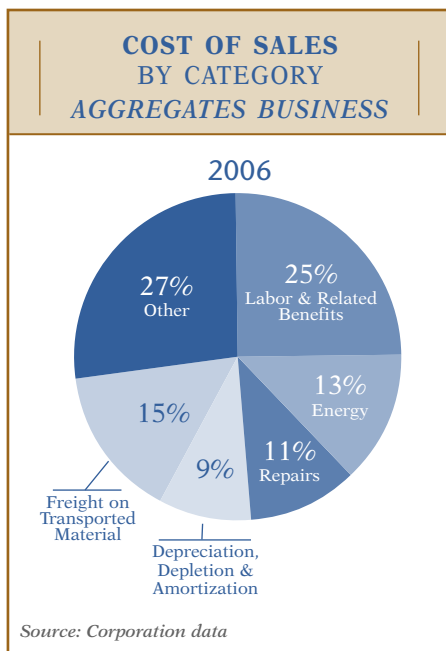 COST OF SALES
BY CATEGORY
AGGREGATES BUSINESS
2006
25%
Labor & Related
Benefits
13%
Energy
11%
Repairs
9%
Depreciation,
Depletion &
Amortization
15%
Freight on
Transported
Material
27%
Other
Source: Corporation data